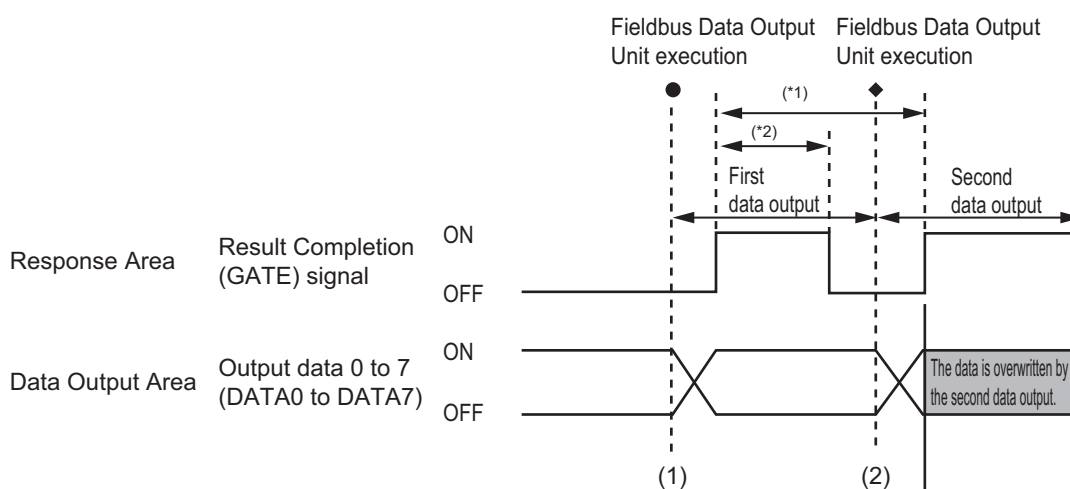 Fieldbus Data Output
Unit execution
Fieldbus Data Output
Unit execution
(*1)
(*2)
First
data output
Second
data output
Response Area
Result Completion
(GATE) signal
ON
OFF
Data Output Area
Output data 0 to 7
(DATA0 to DATA7)
ON
OFF
The data is overwritten by
the second data output.
(1)
(2)